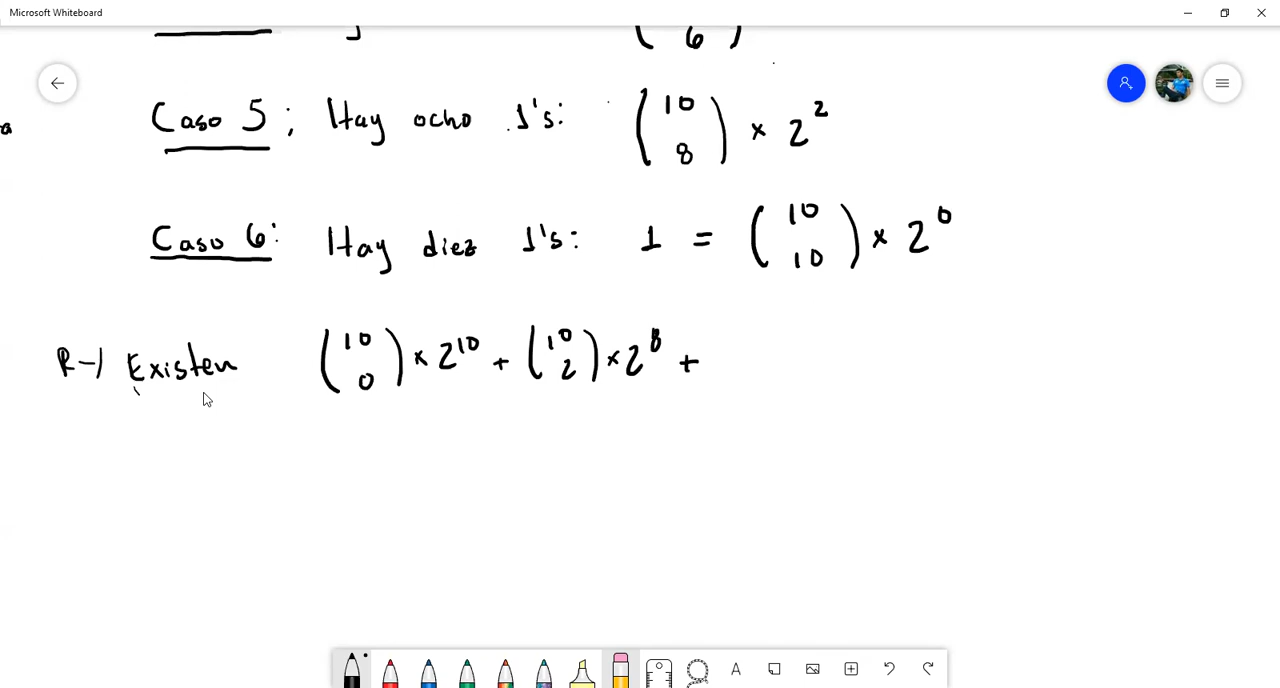 Microsoft Whiteboard
( 6 )
a
Caso 5; Hay ocho 1's: (10 8) × 2^2
Caso 6: Hay diez 1's: 1 = (10 10) × 2^0
R-) Existen (10 0) × 2^10 + (10 2) × 2^8 +
A